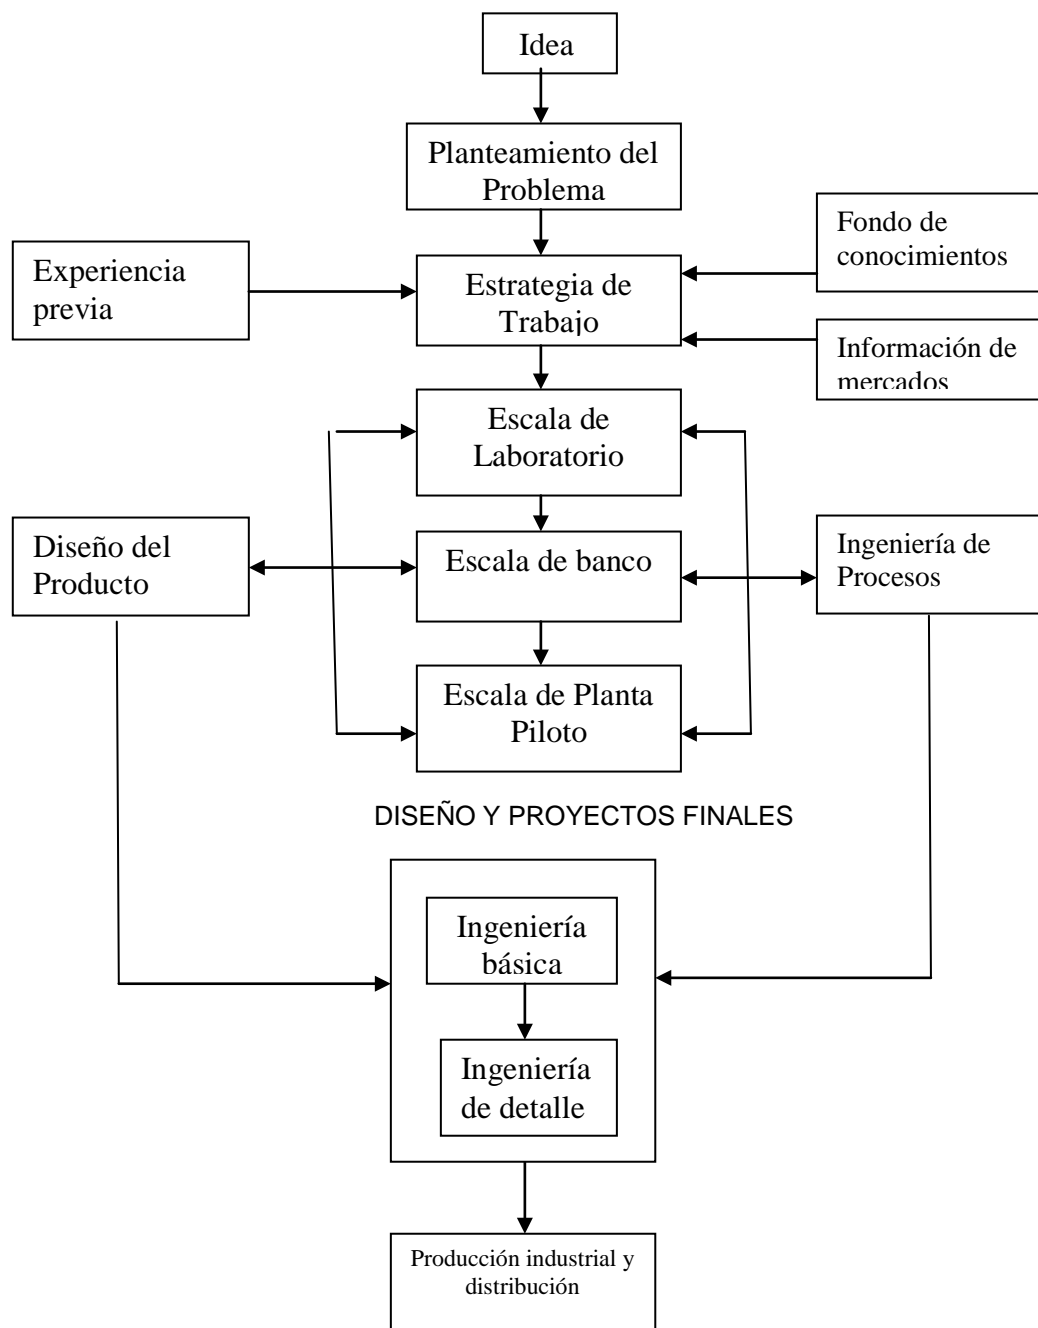 Idea
Planteamiento del
Problema
Fondo de
conocimientos
Experiencia
previa
Estrategia de
Trabajo
Información de
mercados
Escala de
Laboratorio
Diseño del
Producto
Escala de banco
Ingeniería de
Procesos
Escala de Planta
Piloto
DISEÑO Y PROYECTOS FINALES
Ingeniería
básica
Ingeniería
de detalle
Producción industrial y
distribución